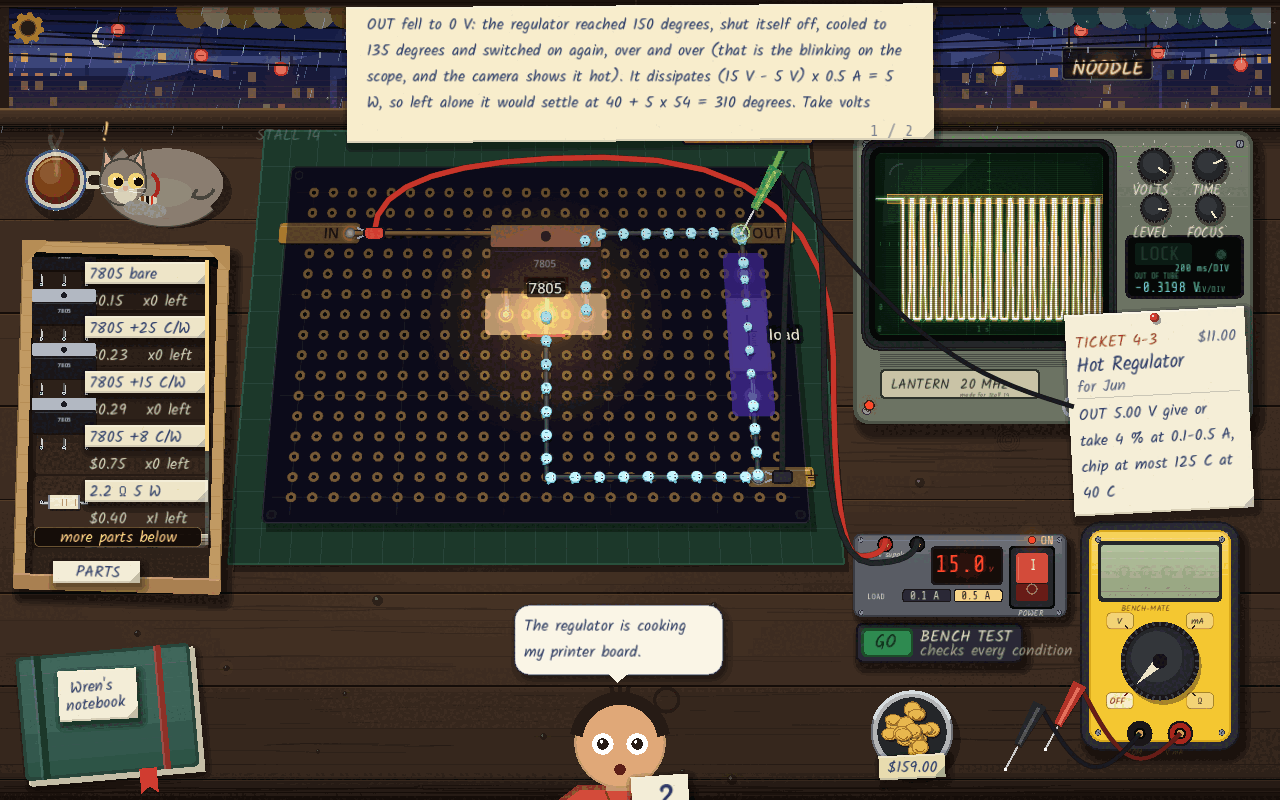 OUT fell to 0 V: the regulator reached 150 degrees, shut itself off, cooled to
135 degrees and switched on again, over and over (that is the blinking on the
scope, and the camera shows it hot). It dissipates (15 V - 5 V) x 0.5 A = 5
W, so left alone it would settle at 40 + 5 x 54 = 310 degrees. Take volts
1 / 2
NOODLE
STALL 14
IN
OUT
7805
7805
load
7805 bare
$0.15 x0 left
7805 +25 C/W
$0.23 x0 left
7805 +15 C/W
$0.29 x0 left
7805 +8 C/W
$0.75 x0 left
2.2 Ω 5 W
$0.40 x1 left
more parts below
PARTS
VOLTS TIME
LEVEL FOCUS
LOCK
200 ms/DIV
OUT OF TUBE
-0.3198 V
V/DIV
1 s
LANTERN 20 MHz
made for Stall 14
TICKET 4-3 $11.00
Hot Regulator
for Jun
OUT 5.00 V give or
take 4 % at 0.1-0.5 A,
chip at most 125 C at
40 C
supply
15.0 V
ON
I
LOAD 0.1 A 0.5 A
POWER
GO
BENCH TEST
checks every condition
BENCH-MATE
V mA
OFF Ω
Wren's
notebook
The regulator is cooking
my printer board.
2
$159.00